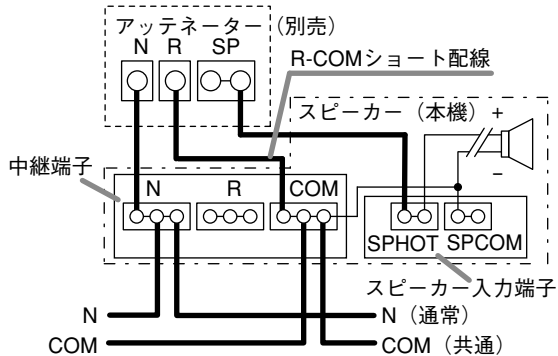 アッテネーター（別売）
N R SP
R-COMショート配線
スピーカー（本機）
+
−
中継端子
N R COM
SPHOT SPCOM
スピーカー入力端子
N N（通常）
COM COM（共通）